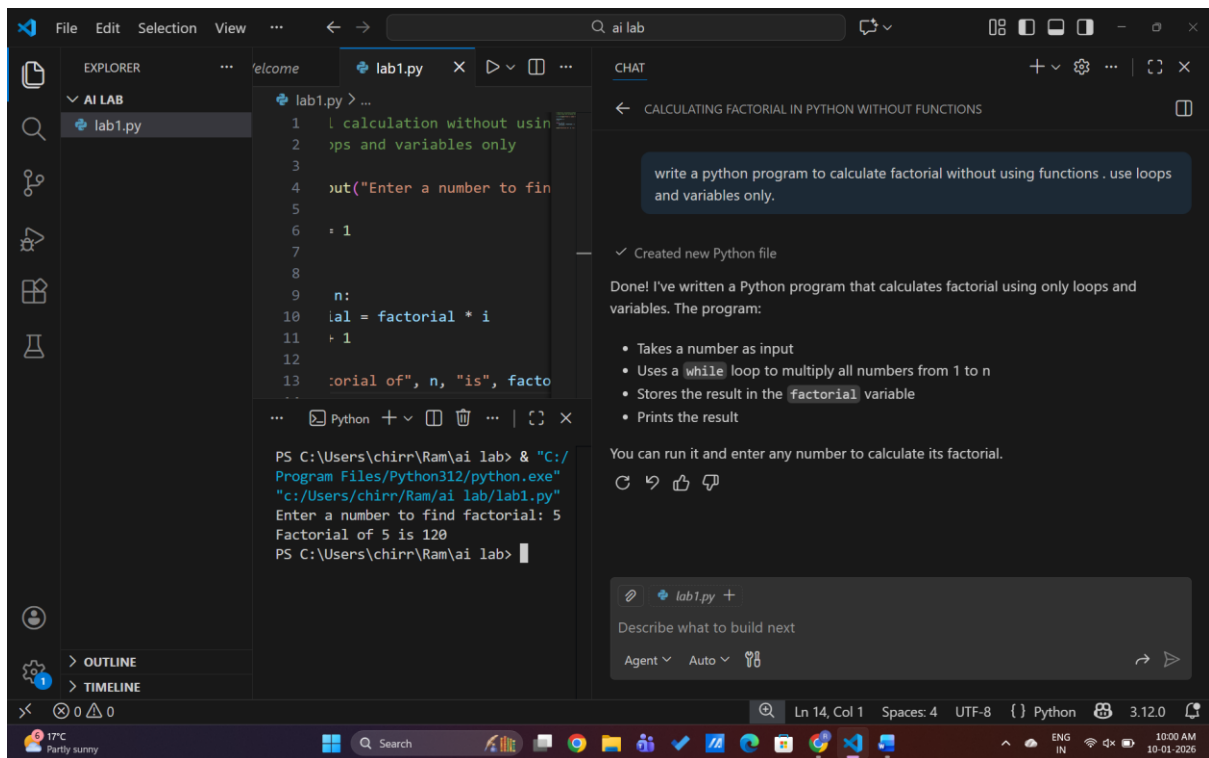 File Edit Selection View ··· ai lab
EXPLORER
AI LAB
lab1.py
OUTLINE
TIMELINE
elcome lab1.py
lab1.py > ...
1 l calculation without usin
2 ops and variables only
3
4 out("Enter a number to fin
5
6 = 1
7
8
9 n:
10 ial = factorial * i
11 + 1
12
13 :orial of", n, "is", facto
Python
PS C:\Users\chirr\Ram\ai lab> & "C:/
Program Files/Python312/python.exe"
"c:/Users/chirr/Ram/ai lab/lab1.py"
Enter a number to find factorial: 5
Factorial of 5 is 120
PS C:\Users\chirr\Ram\ai lab>
CHAT
CALCULATING FACTORIAL IN PYTHON WITHOUT FUNCTIONS
write a python program to calculate factorial without using functions . use loops
and variables only.
Created new Python file
Done! I've written a Python program that calculates factorial using only loops and
variables. The program:
• Takes a number as input
• Uses a while loop to multiply all numbers from 1 to n
• Stores the result in the factorial variable
• Prints the result
You can run it and enter any number to calculate its factorial.
lab1.py
Describe what to build next
Agent Auto
1
0 0 Ln 14, Col 1 Spaces: 4 UTF-8 {} Python 3.12.0
6 17°C
Partly sunny
Search
ENG
IN
10:00 AM
10-01-2026